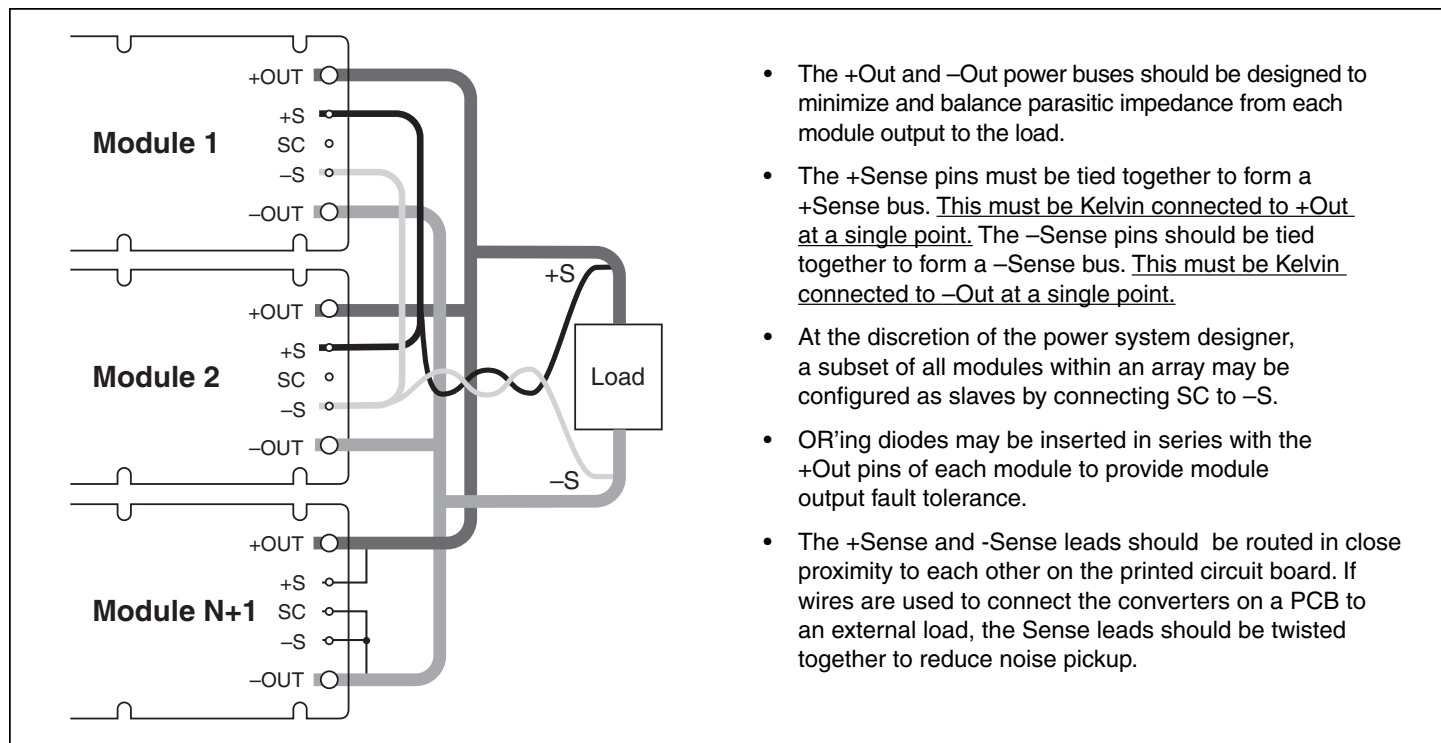 +OUT
+S
Module 1
SC
–S
–OUT
+OUT
+S
Module 2
SC
–S
–OUT
+OUT
+S
Module N+1
SC
–S
–OUT
+S
Load
–S
• The +Out and –Out power buses should be designed to
minimize and balance parasitic impedance from each
module output to the load.
• The +Sense pins must be tied together to form a
+Sense bus. This must be Kelvin connected to +Out
at a single point. The –Sense pins should be tied
together to form a –Sense bus. This must be Kelvin
connected to –Out at a single point.
• At the discretion of the power system designer,
a subset of all modules within an array may be
configured as slaves by connecting SC to –S.
• OR'ing diodes may be inserted in series with the
+Out pins of each module to provide module
output fault tolerance.
• The +Sense and -Sense leads should be routed in close
proximity to each other on the printed circuit board. If
wires are used to connect the converters on a PCB to
an external load, the Sense leads should be twisted
together to reduce noise pickup.